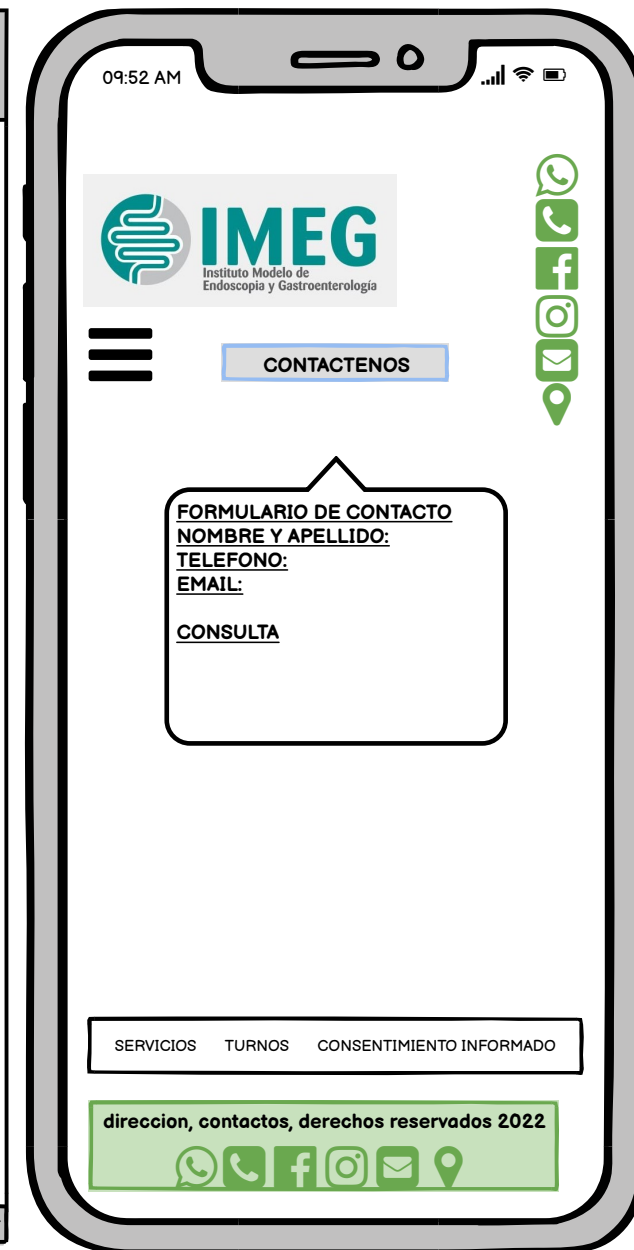 09:52 AM
IMEG
Instituto Modelo de
Endoscopia y Gastroenterología
CONTACTENOS
FORMULARIO DE CONTACTO
NOMBRE Y APELLIDO:
TELEFONO:
EMAIL:
CONSULTA
SERVICIOS TURNOS CONSENTIMIENTO INFORMADO
direccion, contactos, derechos reservados 2022